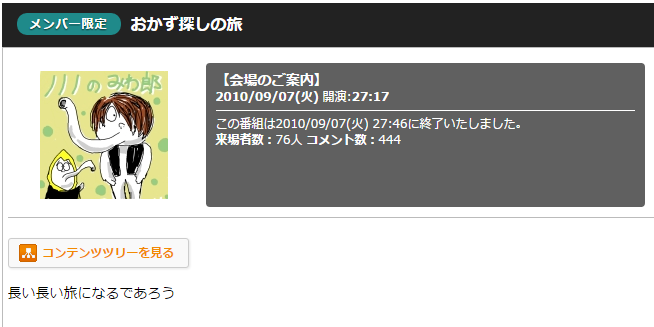 メンバー限定 おかず探しの旅
ノノノの みわ郎
【会場のご案内】
2010/09/07(火) 開演:27:17
この番組は2010/09/07(火) 27:46に終了いたしました。
来場者数：76人 コメント数：444
コンテンツツリーを見る
長い長い旅になるであろう